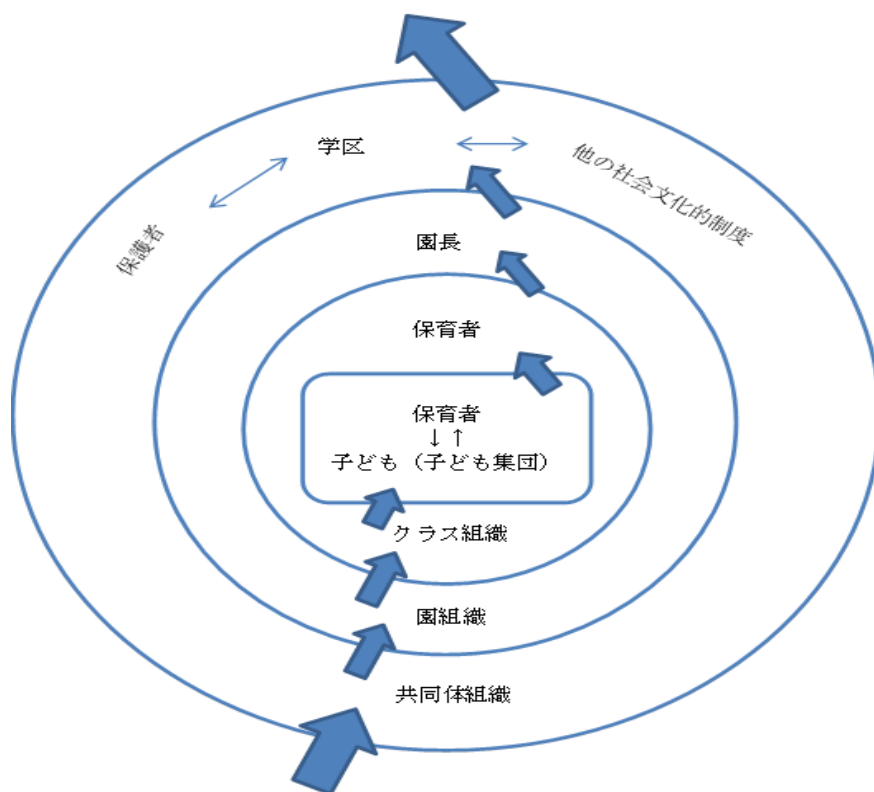 学区
他の社会文化的制度
保護者
園長
保育者
保育者
↓ ↑
子ども（子ども集団）
クラス組織
園組織
共同体組織